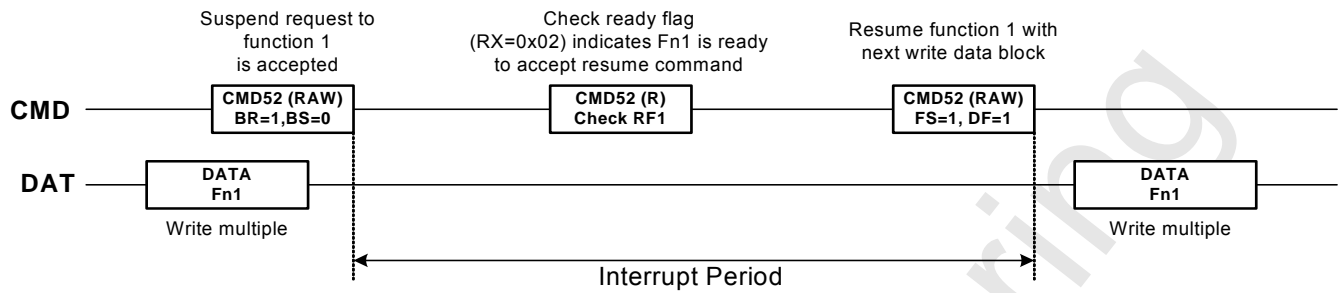 Suspend request to
function 1
is accepted
Check ready flag
(RX=0x02) indicates Fn1 is ready
to accept resume command
Resume function 1 with
next write data block
CMD
CMD52 (RAW)
BR=1,BS=0
CMD52 (R)
Check RF1
CMD52 (RAW)
FS=1, DF=1
DAT
DATA
Fn1
DATA
Fn1
Write multiple
Write multiple
Interrupt Period
ring